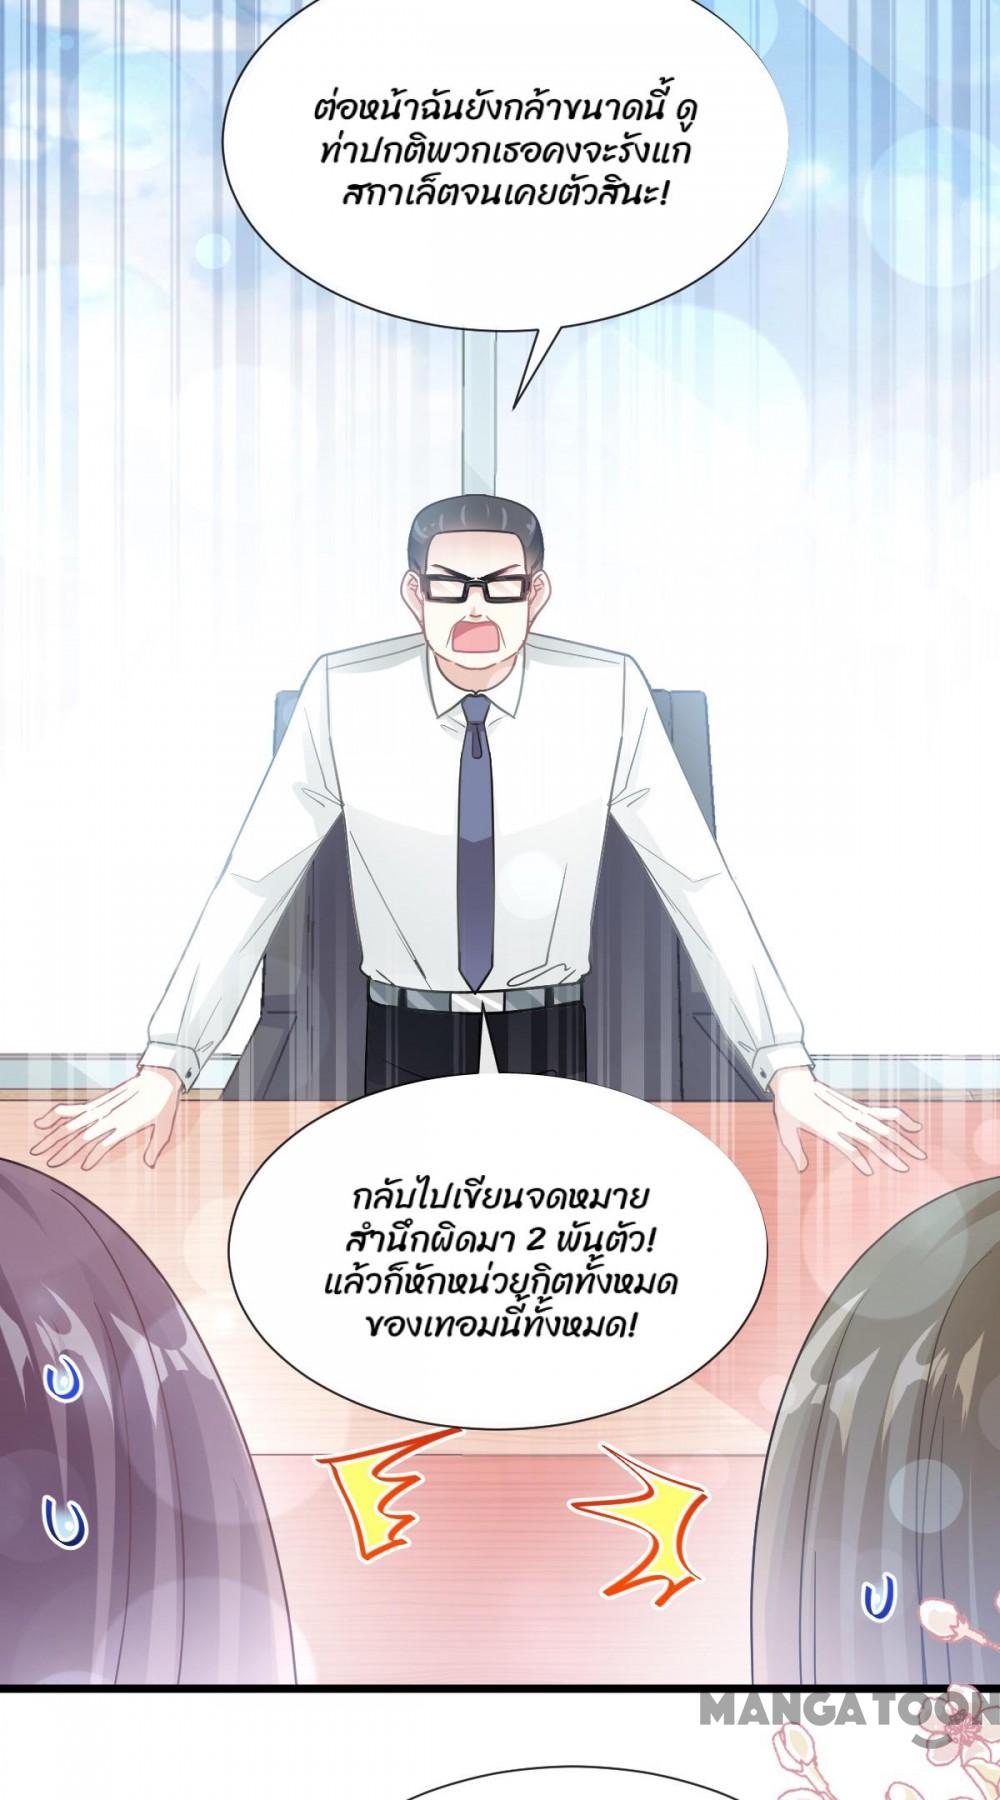 ต่อหน้าฉันยังกล้าขนาดนี้ ดู
ท่าปกติพวกเธอคงจะรังแก
สกาเล็ตจนเคยตัวสินะ!
กลับไปเขียนจดหมาย
สำนึกผิดมา 2 พันตัว!
แล้วก็หักหน่วยกิตทั้งหมด
ของเทอมนี้ทั้งหมด!
MANGATOON